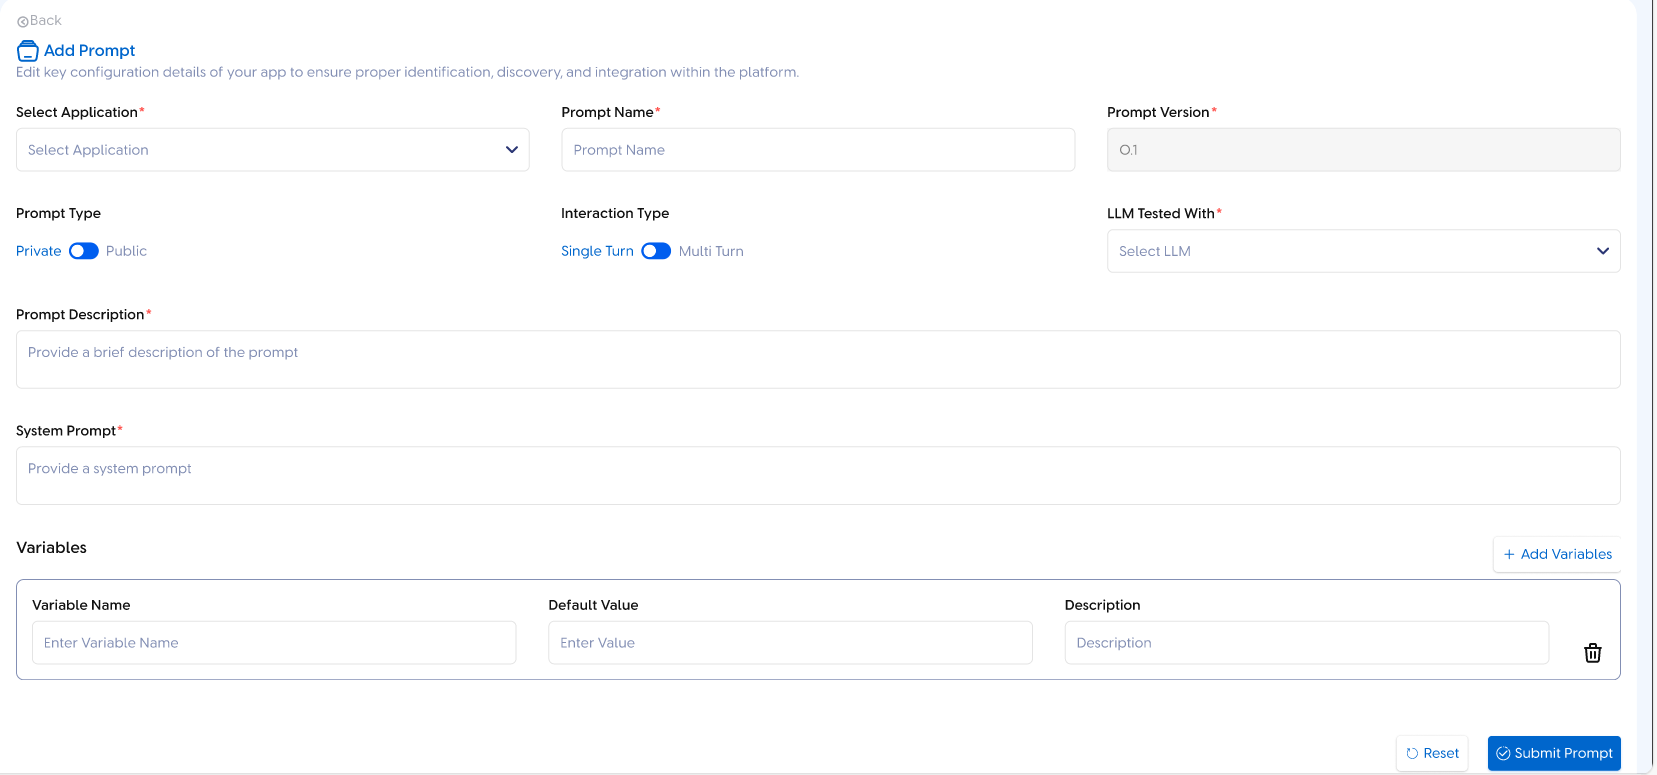 Back
Add Prompt
Edit key configuration details of your app to ensure proper identification, discovery, and integration within the platform.
Select Application* Prompt Name* Prompt Version*
Select Application Prompt Name 0.1
Prompt Type Interaction Type LLM Tested With*
Private Public Single Turn Multi Turn Select LLM
Prompt Description*
Provide a brief description of the prompt
System Prompt*
Provide a system prompt
Variables
+ Add Variables
Variable Name Default Value Description
Enter Variable Name Enter Value Description
Reset Submit Prompt